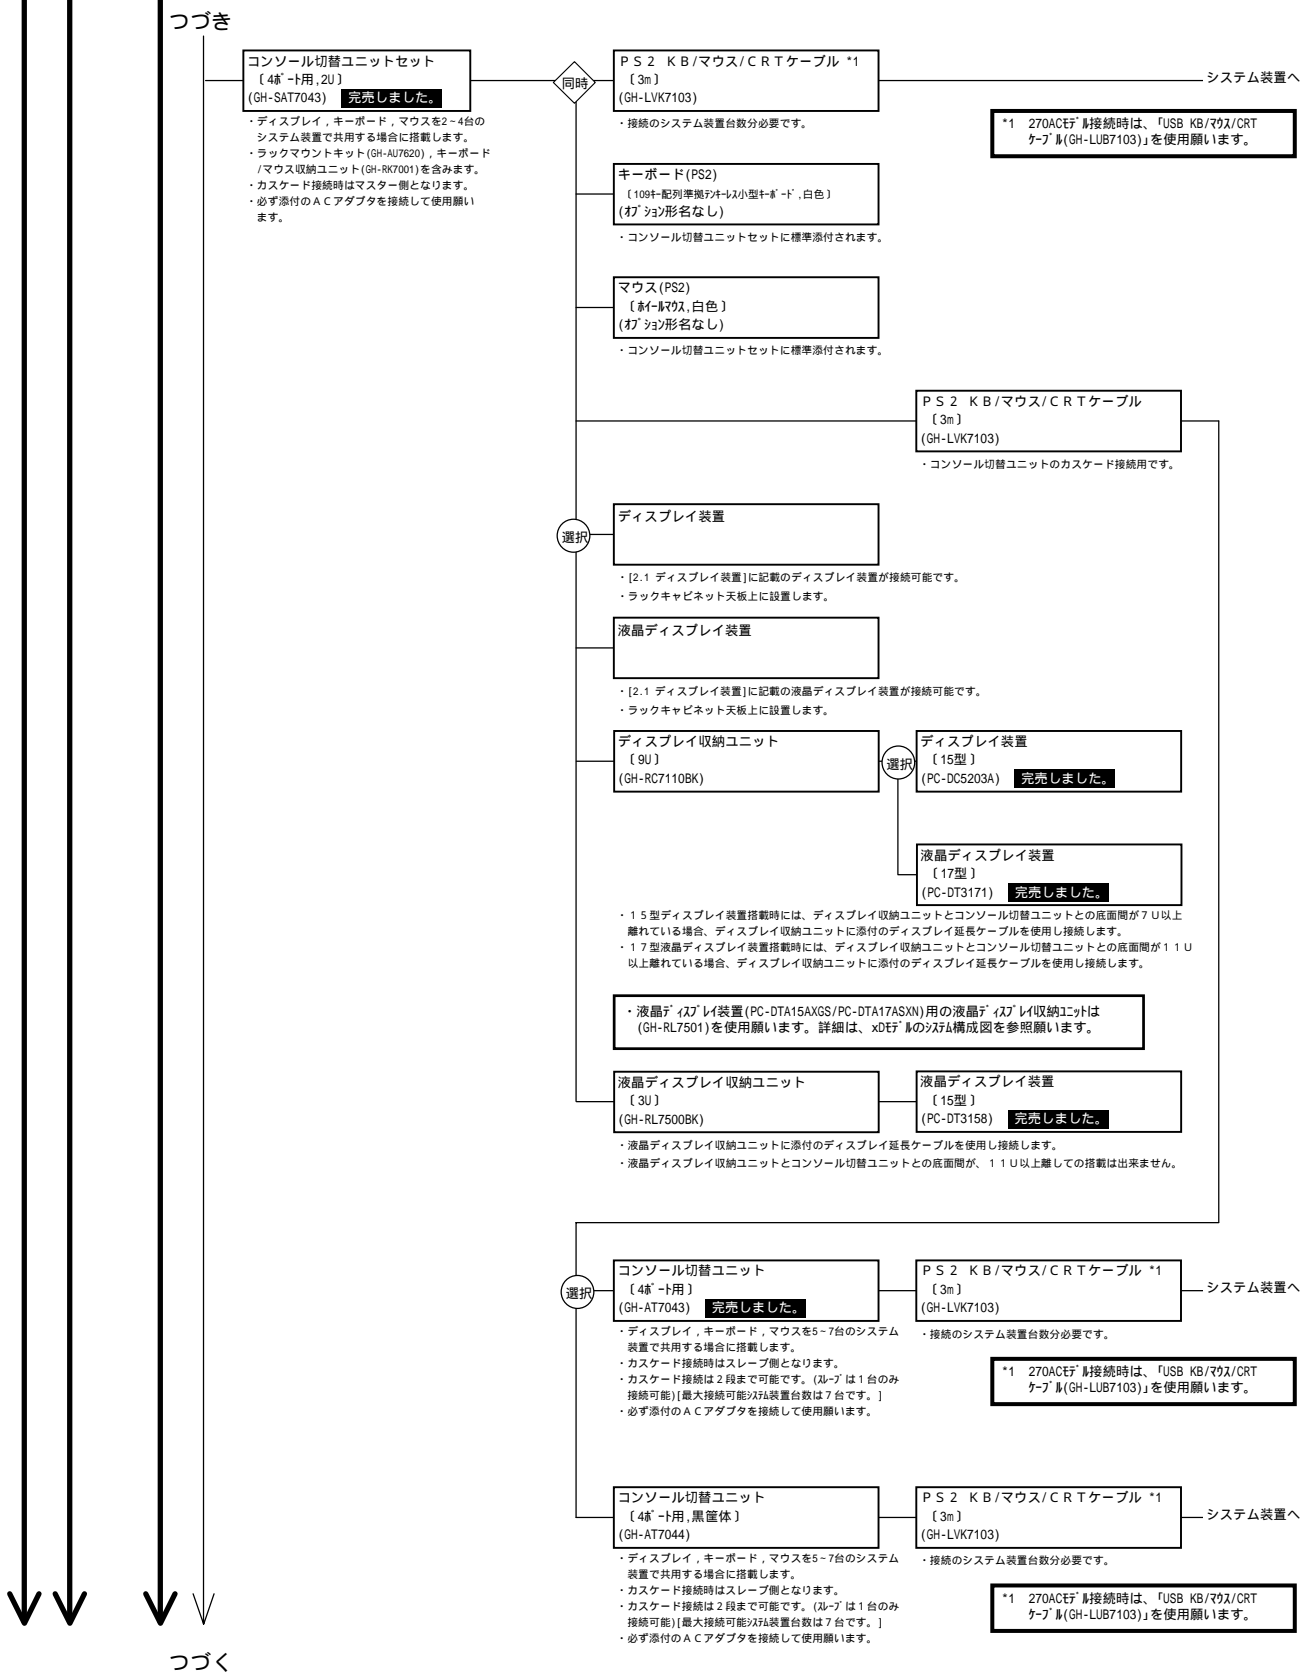 つづき
コンソール切替ユニットセット
〔4ﾎﾟｰﾄ用,2U〕
(GH-SAT7043) 完売しました。
・ディスプレイ，キーボード，マウスを2~4台の
システム装置で共用する場合に搭載します。
・ラックマウントキット(GH-AU7620)，キーボード
/マウス収納ユニット(GH-RK7001)を含みます。
・カスケード接続時はマスター側となります。
・必ず添付のＡＣアダプタを接続して使用願い
ます。
同時
ＰＳ２ ＫＢ/マウス/ＣＲＴケーブル *1
〔3m〕
(GH-LVK7103)
・接続のシステム装置台数分必要です。
システム装置へ
*1 270ACﾓﾃﾞﾙ接続時は、「USB KB/ﾏｳｽ/CRT
ｹｰﾌﾞﾙ(GH-LUB7103)」を使用願います。
キーボード(PS2)
〔109ｷｰ配列準拠ﾃﾝｷｰﾚｽ小型ｷｰﾎﾞｰﾄﾞ,白色〕
(ｵﾌﾟｼｮﾝ形名なし)
・コンソール切替ユニットセットに標準添付されます。
マウス(PS2)
〔ﾎｲｰﾙﾏｳｽ,白色〕
(ｵﾌﾟｼｮﾝ形名なし)
・コンソール切替ユニットセットに標準添付されます。
ＰＳ２ ＫＢ/マウス/ＣＲＴケーブル
〔3m〕
(GH-LVK7103)
・コンソール切替ユニットのカスケード接続用です。
選択
ディスプレイ装置
・[2.1 ディスプレイ装置]に記載のディスプレイ装置が接続可能です。
・ラックキャビネット天板上に設置します。
液晶ディスプレイ装置
・[2.1 ディスプレイ装置]に記載の液晶ディスプレイ装置が接続可能です。
・ラックキャビネット天板上に設置します。
ディスプレイ収納ユニット
〔9U〕
(GH-RC7110BK)
選択
ディスプレイ装置
〔15型〕
(PC-DC5203A) 完売しました。
液晶ディスプレイ装置
〔17型〕
(PC-DT3171) 完売しました。
・１５型ディスプレイ装置搭載時には、ディスプレイ収納ユニットとコンソール切替ユニットとの底面間が７Ｕ以上
離れている場合、ディスプレイ収納ユニットに添付のディスプレイ延長ケーブルを使用し接続します。
・１７型液晶ディスプレイ装置搭載時には、ディスプレイ収納ユニットとコンソール切替ユニットとの底面間が１１Ｕ
以上離れている場合、ディスプレイ収納ユニットに添付のディスプレイ延長ケーブルを使用し接続します。
・液晶ﾃﾞｨｽﾌﾟﾚｲ装置(PC-DTA15AXGS/PC-DTA17ASXN)用の液晶ﾃﾞｨｽﾌﾟﾚｲ収納ﾕﾆｯﾄは
(GH-RL7501)を使用願います。詳細は、xDﾓﾃﾞﾙのｼｽﾃﾑ構成図を参照願います。
液晶ディスプレイ収納ユニット
〔3U〕
(GH-RL7500BK)
液晶ディスプレイ装置
〔15型〕
(PC-DT3158) 完売しました。
・液晶ディスプレイ収納ユニットに添付のディスプレイ延長ケーブルを使用し接続します。
・液晶ディスプレイ収納ユニットとコンソール切替ユニットとの底面間が、１１Ｕ以上離しての搭載は出来ません。
選択
コンソール切替ユニット
〔4ﾎﾟｰﾄ用〕
(GH-AT7043) 完売しました。
・ディスプレイ，キーボード，マウスを5~7台のシステム
装置で共用する場合に搭載します。
・カスケード接続時はスレーブ側となります。
・カスケード接続は２段まで可能です。(ｽﾚｰﾌﾞは１台のみ
接続可能)[最大接続可能ｼｽﾃﾑ装置台数は７台です。]
・必ず添付のＡＣアダプタを接続して使用願います。
ＰＳ２ ＫＢ/マウス/ＣＲＴケーブル *1
〔3m〕
(GH-LVK7103)
・接続のシステム装置台数分必要です。
システム装置へ
*1 270ACﾓﾃﾞﾙ接続時は、「USB KB/ﾏｳｽ/CRT
ｹｰﾌﾞﾙ(GH-LUB7103)」を使用願います。
コンソール切替ユニット
〔4ﾎﾟｰﾄ用,黒筐体〕
(GH-AT7044)
・ディスプレイ，キーボード，マウスを5~7台のシステム
装置で共用する場合に搭載します。
・カスケード接続時はスレーブ側となります。
・カスケード接続は２段まで可能です。(ｽﾚｰﾌﾞは１台のみ
接続可能)[最大接続可能ｼｽﾃﾑ装置台数は７台です。]
・必ず添付のＡＣアダプタを接続して使用願います。
ＰＳ２ ＫＢ/マウス/ＣＲＴケーブル *1
〔3m〕
(GH-LVK7103)
・接続のシステム装置台数分必要です。
システム装置へ
*1 270ACﾓﾃﾞﾙ接続時は、「USB KB/ﾏｳｽ/CRT
ｹｰﾌﾞﾙ(GH-LUB7103)」を使用願います。
つづく